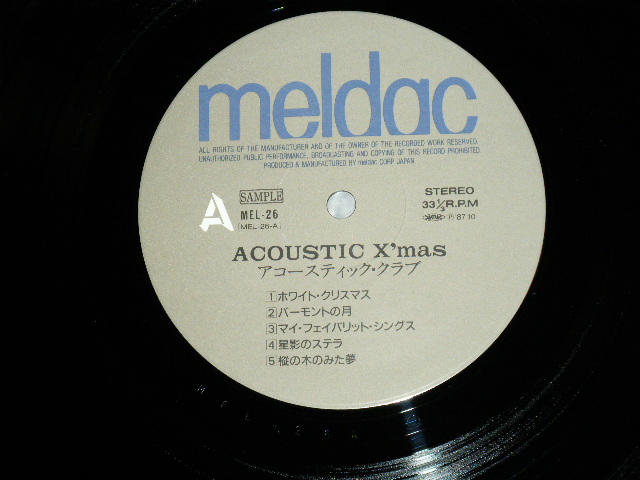 meldac
ALL RIGHTS OF THE MANUFACTURER AND OF THE OWNER OF THE RECORDED WORK RESERVED.
UNAUTHORIZED PUBLIC PERFORMANCE, BROADCASTING AND COPYING OF THIS RECORD PROHIBITED
PRODUCED & MANUFACTURED BY meldac CORP. JAPAN
A
SAMPLE
MEL-26
(MEL-26-A)
STEREO
33 1/3 R.P.M
Ⓟ '87.10
ACOUSTIC X'mas
アコースティック・クラブ
1 ホワイト・クリスマス
2 バーモントの月
3 マイ・フェイバリット・シングス
4 星影のステラ
5 樅の木のみた夢